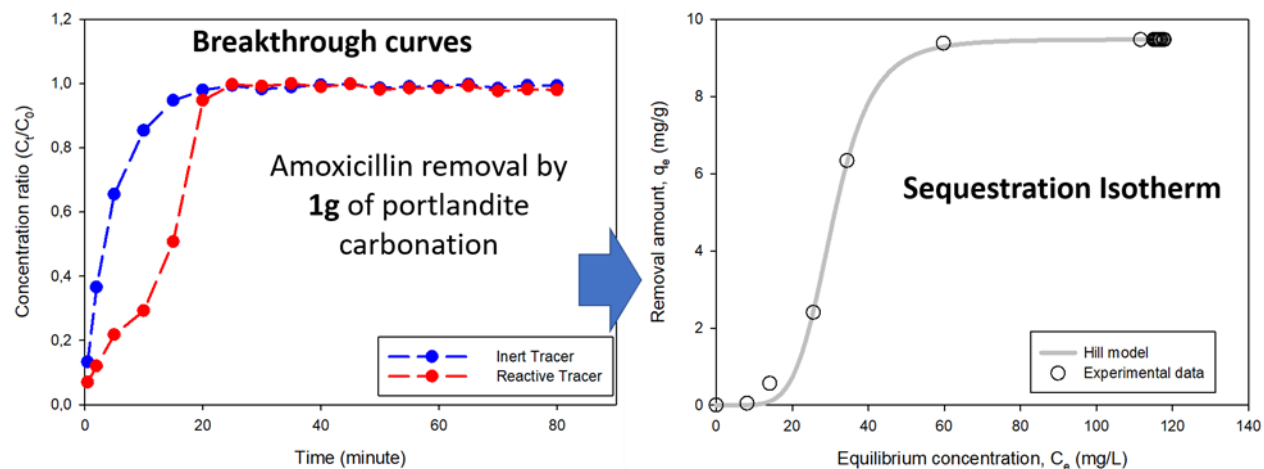 Breakthrough curves
Amoxicillin removal by
1g of portlandite
carbonation
Concentration ratio (Ct/C0)
1,2
1,0
0,8
0,6
0,4
0,2
0,0
Inert Tracer
Reactive Tracer
0 20 40 60 80
Time (minute)
Sequestration Isotherm
Removal amount, qe (mg/g)
10
8
6
4
2
0
Hill model
Experimental data
0 20 40 60 80 100 120 140
Equilibrium concentration, Ce (mg/L)